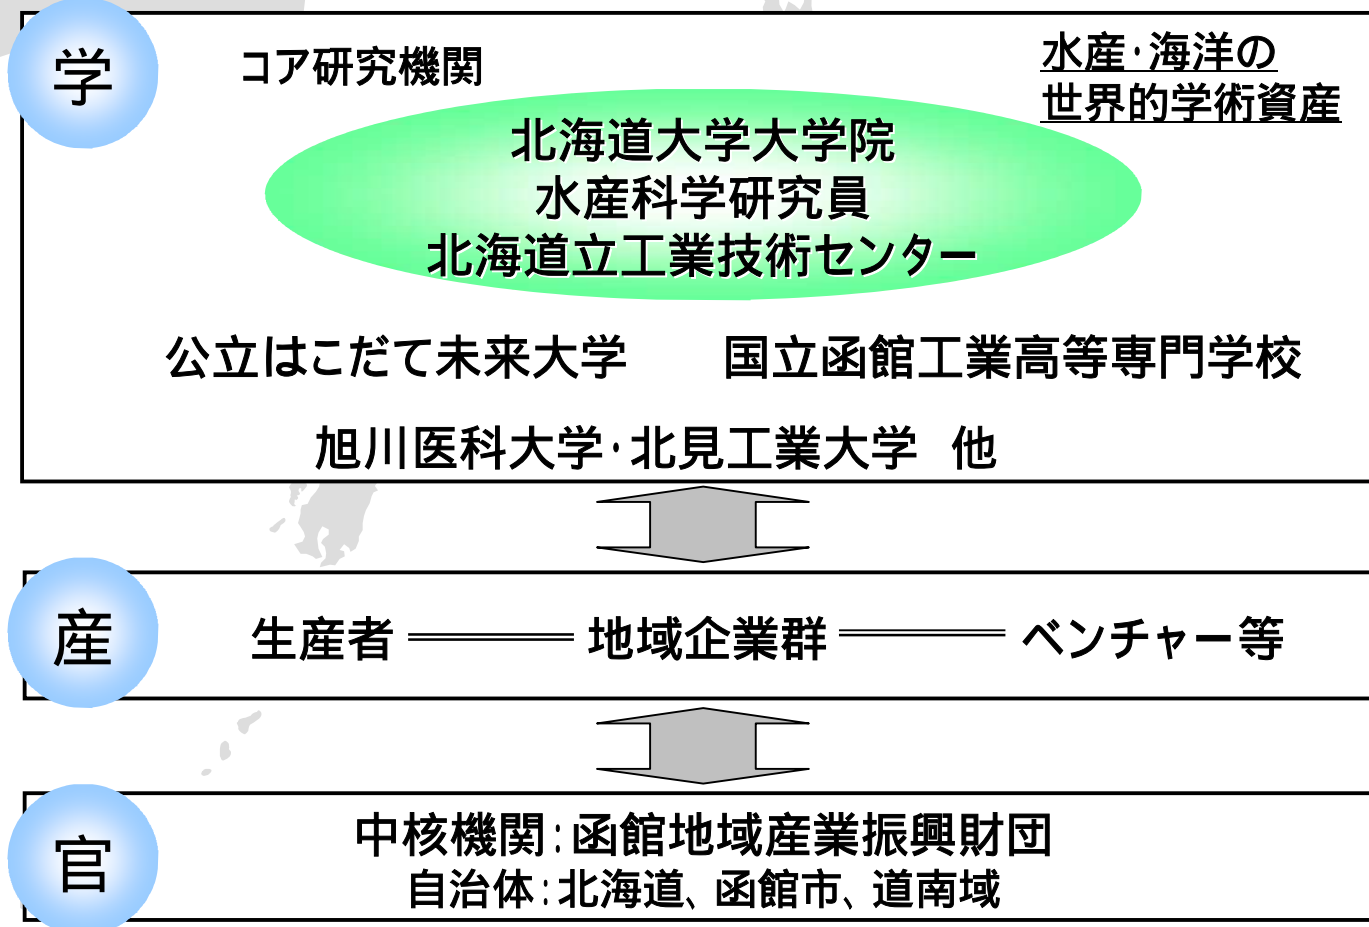 学
コア研究機関
水産・海洋の
世界的学術資産
北海道大学大学院
水産科学研究員
北海道立工業技術センター
公立はこだて未来大学　国立函館工業高等専門学校
旭川医科大学・北見工業大学　他
産
生産者　地域企業群　ベンチャー等
官
中核機関：函館地域産業振興財団
自治体：北海道、函館市、道南域